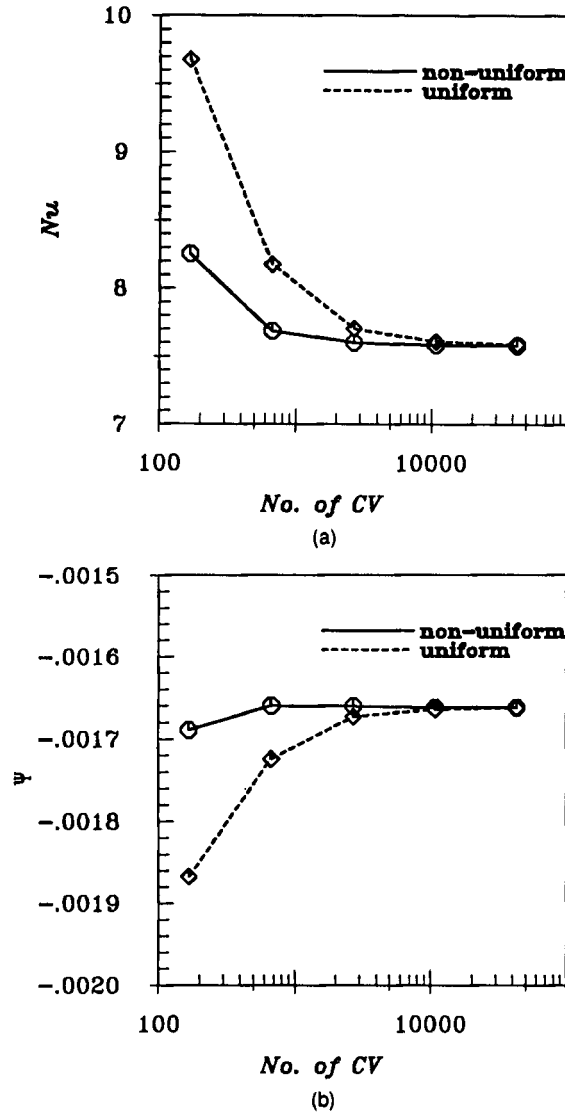 10
non-uniform
uniform
9
Nu
8
7
100
10000
No. of CV
(a)
-.0015
non-uniform
uniform
-.0016
-.0017
Ψ
-.0018
-.0019
-.0020
100
10000
No. of CV
(b)